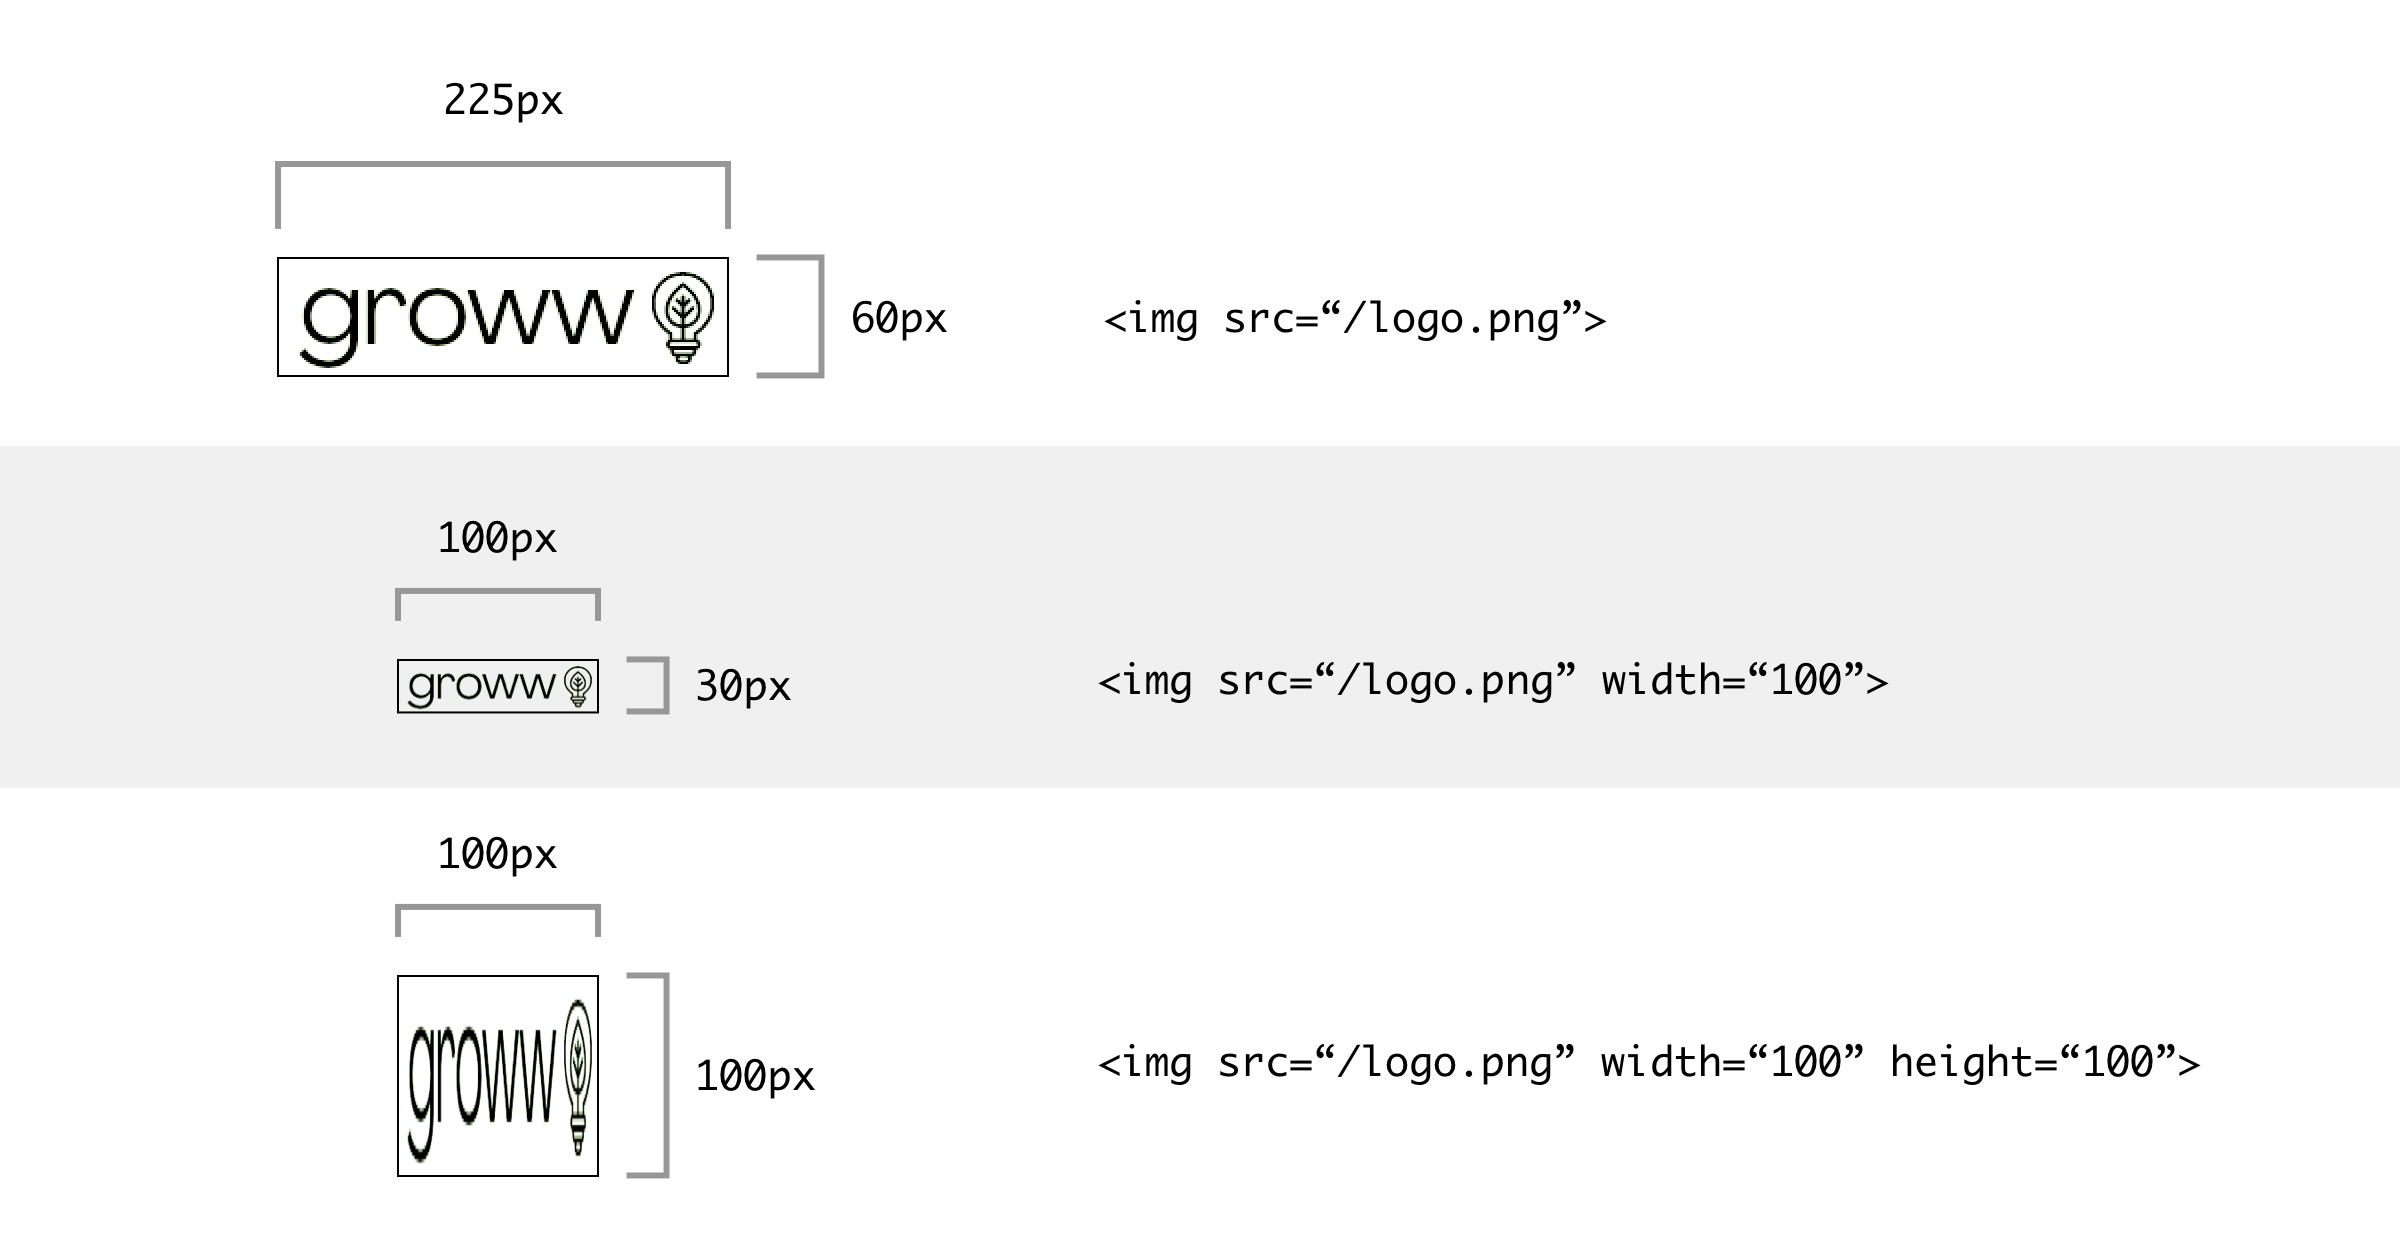 225px
groww
60px
<img src=“/logo.png”>
100px
groww
30px
<img src=“/logo.png” width=“100”>
100px
groww
100px
<img src=“/logo.png” width=“100” height=“100”>